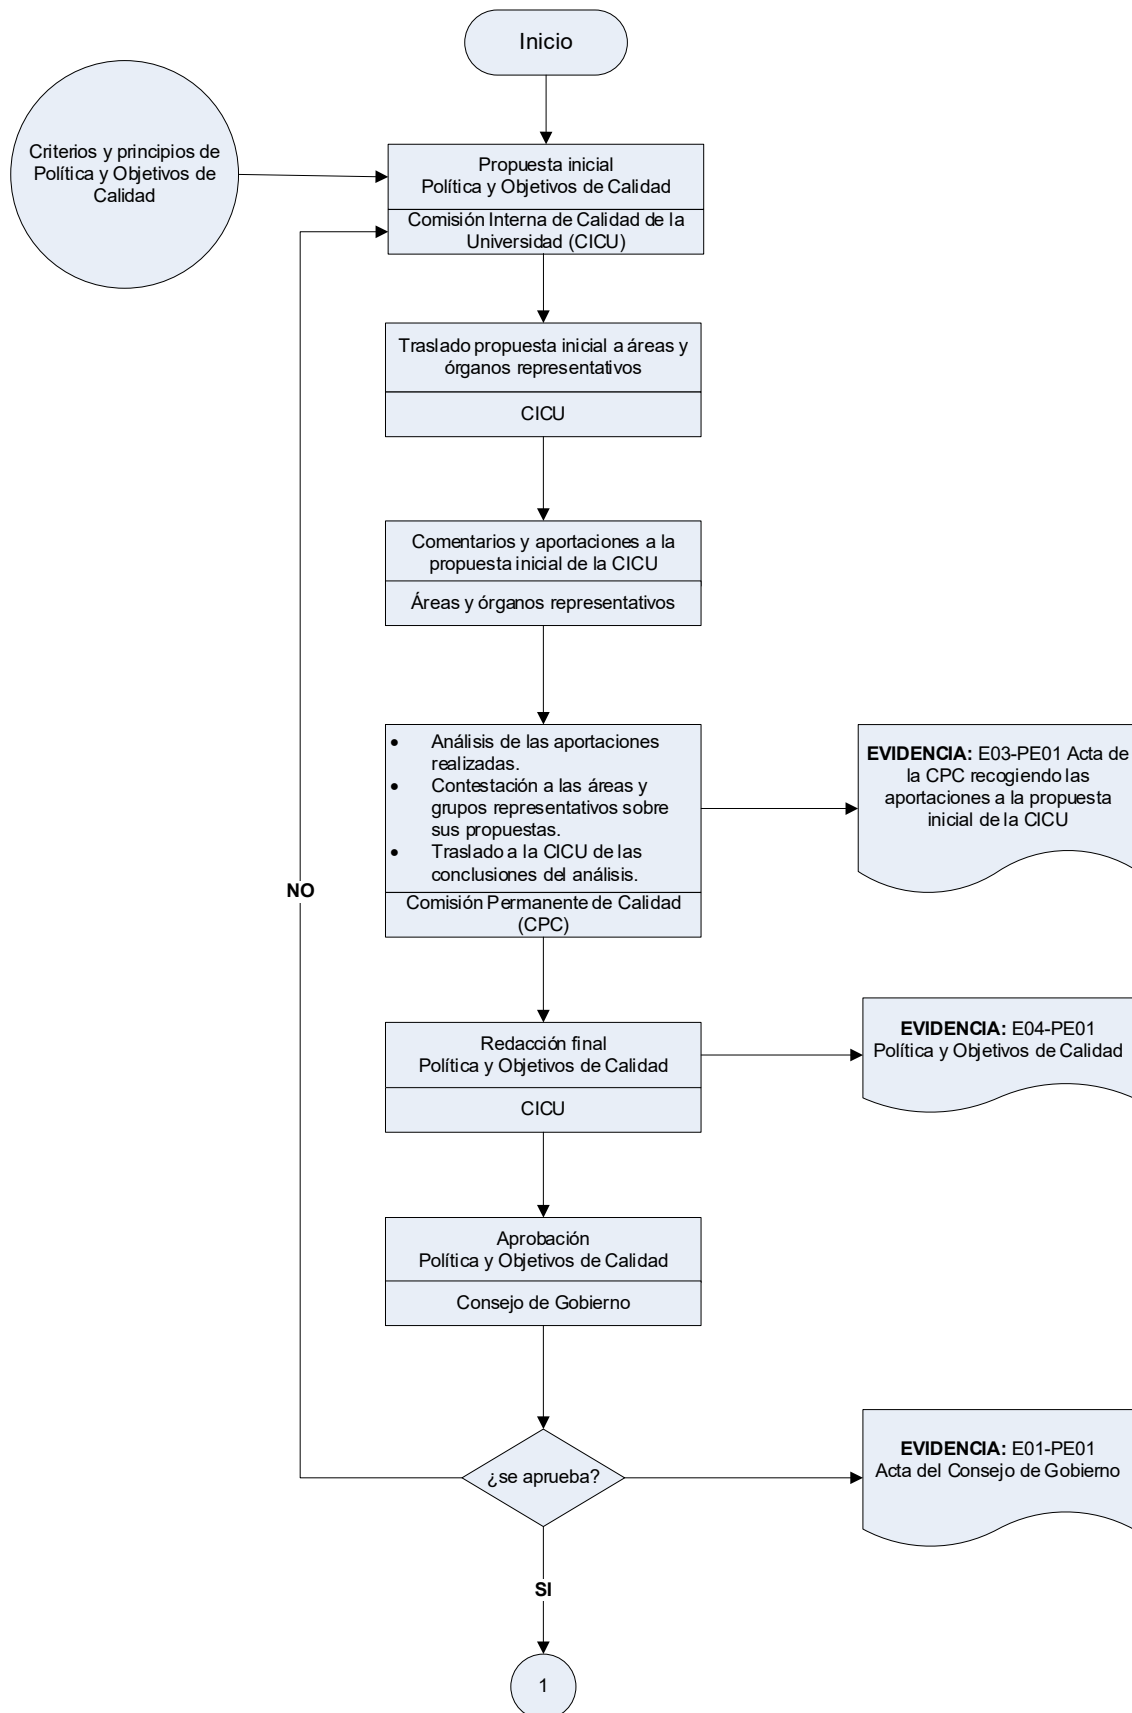 Inicio
Criterios y principios de
Política y Objetivos de
Calidad
Propuesta inicial
Política y Objetivos de Calidad
Comisión Interna de Calidad de la
Universidad (CICU)
Traslado propuesta inicial a áreas y
órganos representativos
CICU
Comentarios y aportaciones a la
propuesta inicial de la CICU
Áreas y órganos representativos
• Análisis de las aportaciones
realizadas.
• Contestación a las áreas y
grupos representativos sobre
sus propuestas.
• Traslado a la CICU de las
conclusiones del análisis.
Comisión Permanente de Calidad
(CPC)
EVIDENCIA: E03-PE01 Acta de
la CPC recogiendo las
aportaciones a la propuesta
inicial de la CICU
NO
Redacción final
Política y Objetivos de Calidad
CICU
EVIDENCIA: E04-PE01
Política y Objetivos de Calidad
Aprobación
Política y Objetivos de Calidad
Consejo de Gobierno
¿se aprueba?
EVIDENCIA: E01-PE01
Acta del Consejo de Gobierno
SI
1